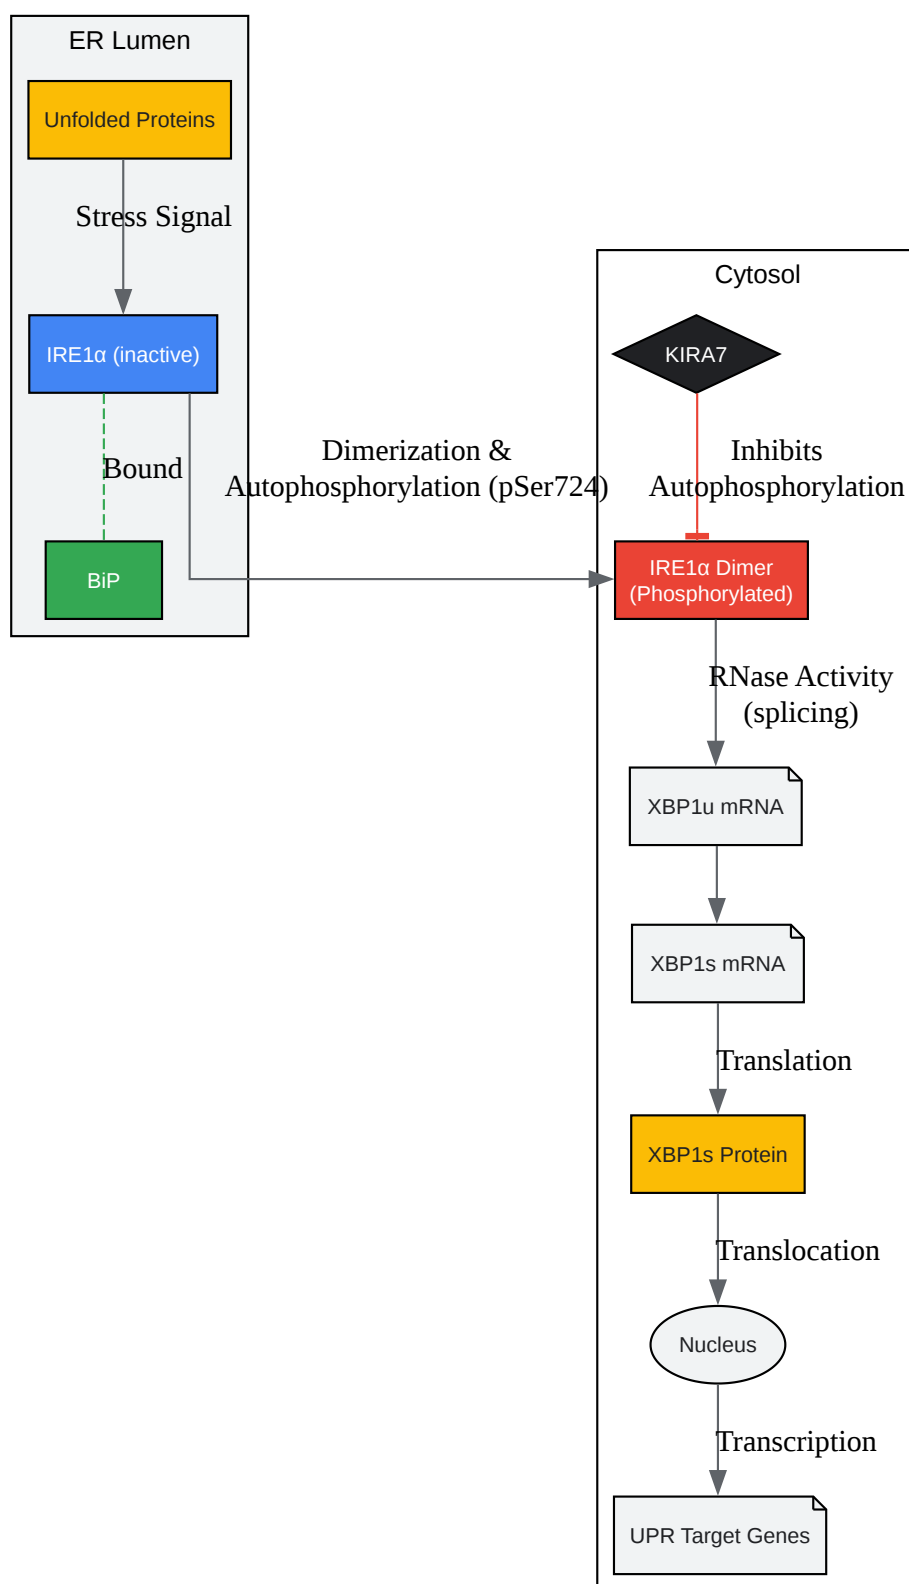 ER Lumen
Unfolded Proteins
Stress Signal
IRE1α (inactive)
Bound
BiP
Dimerization &
Autophosphorylation (pSer724)
Cytosol
KIRA7
Inhibits
Autophosphorylation
IRE1α Dimer
(Phosphorylated)
RNase Activity
(splicing)
XBP1u mRNA
XBP1s mRNA
Translation
XBP1s Protein
Translocation
Nucleus
Transcription
UPR Target Genes